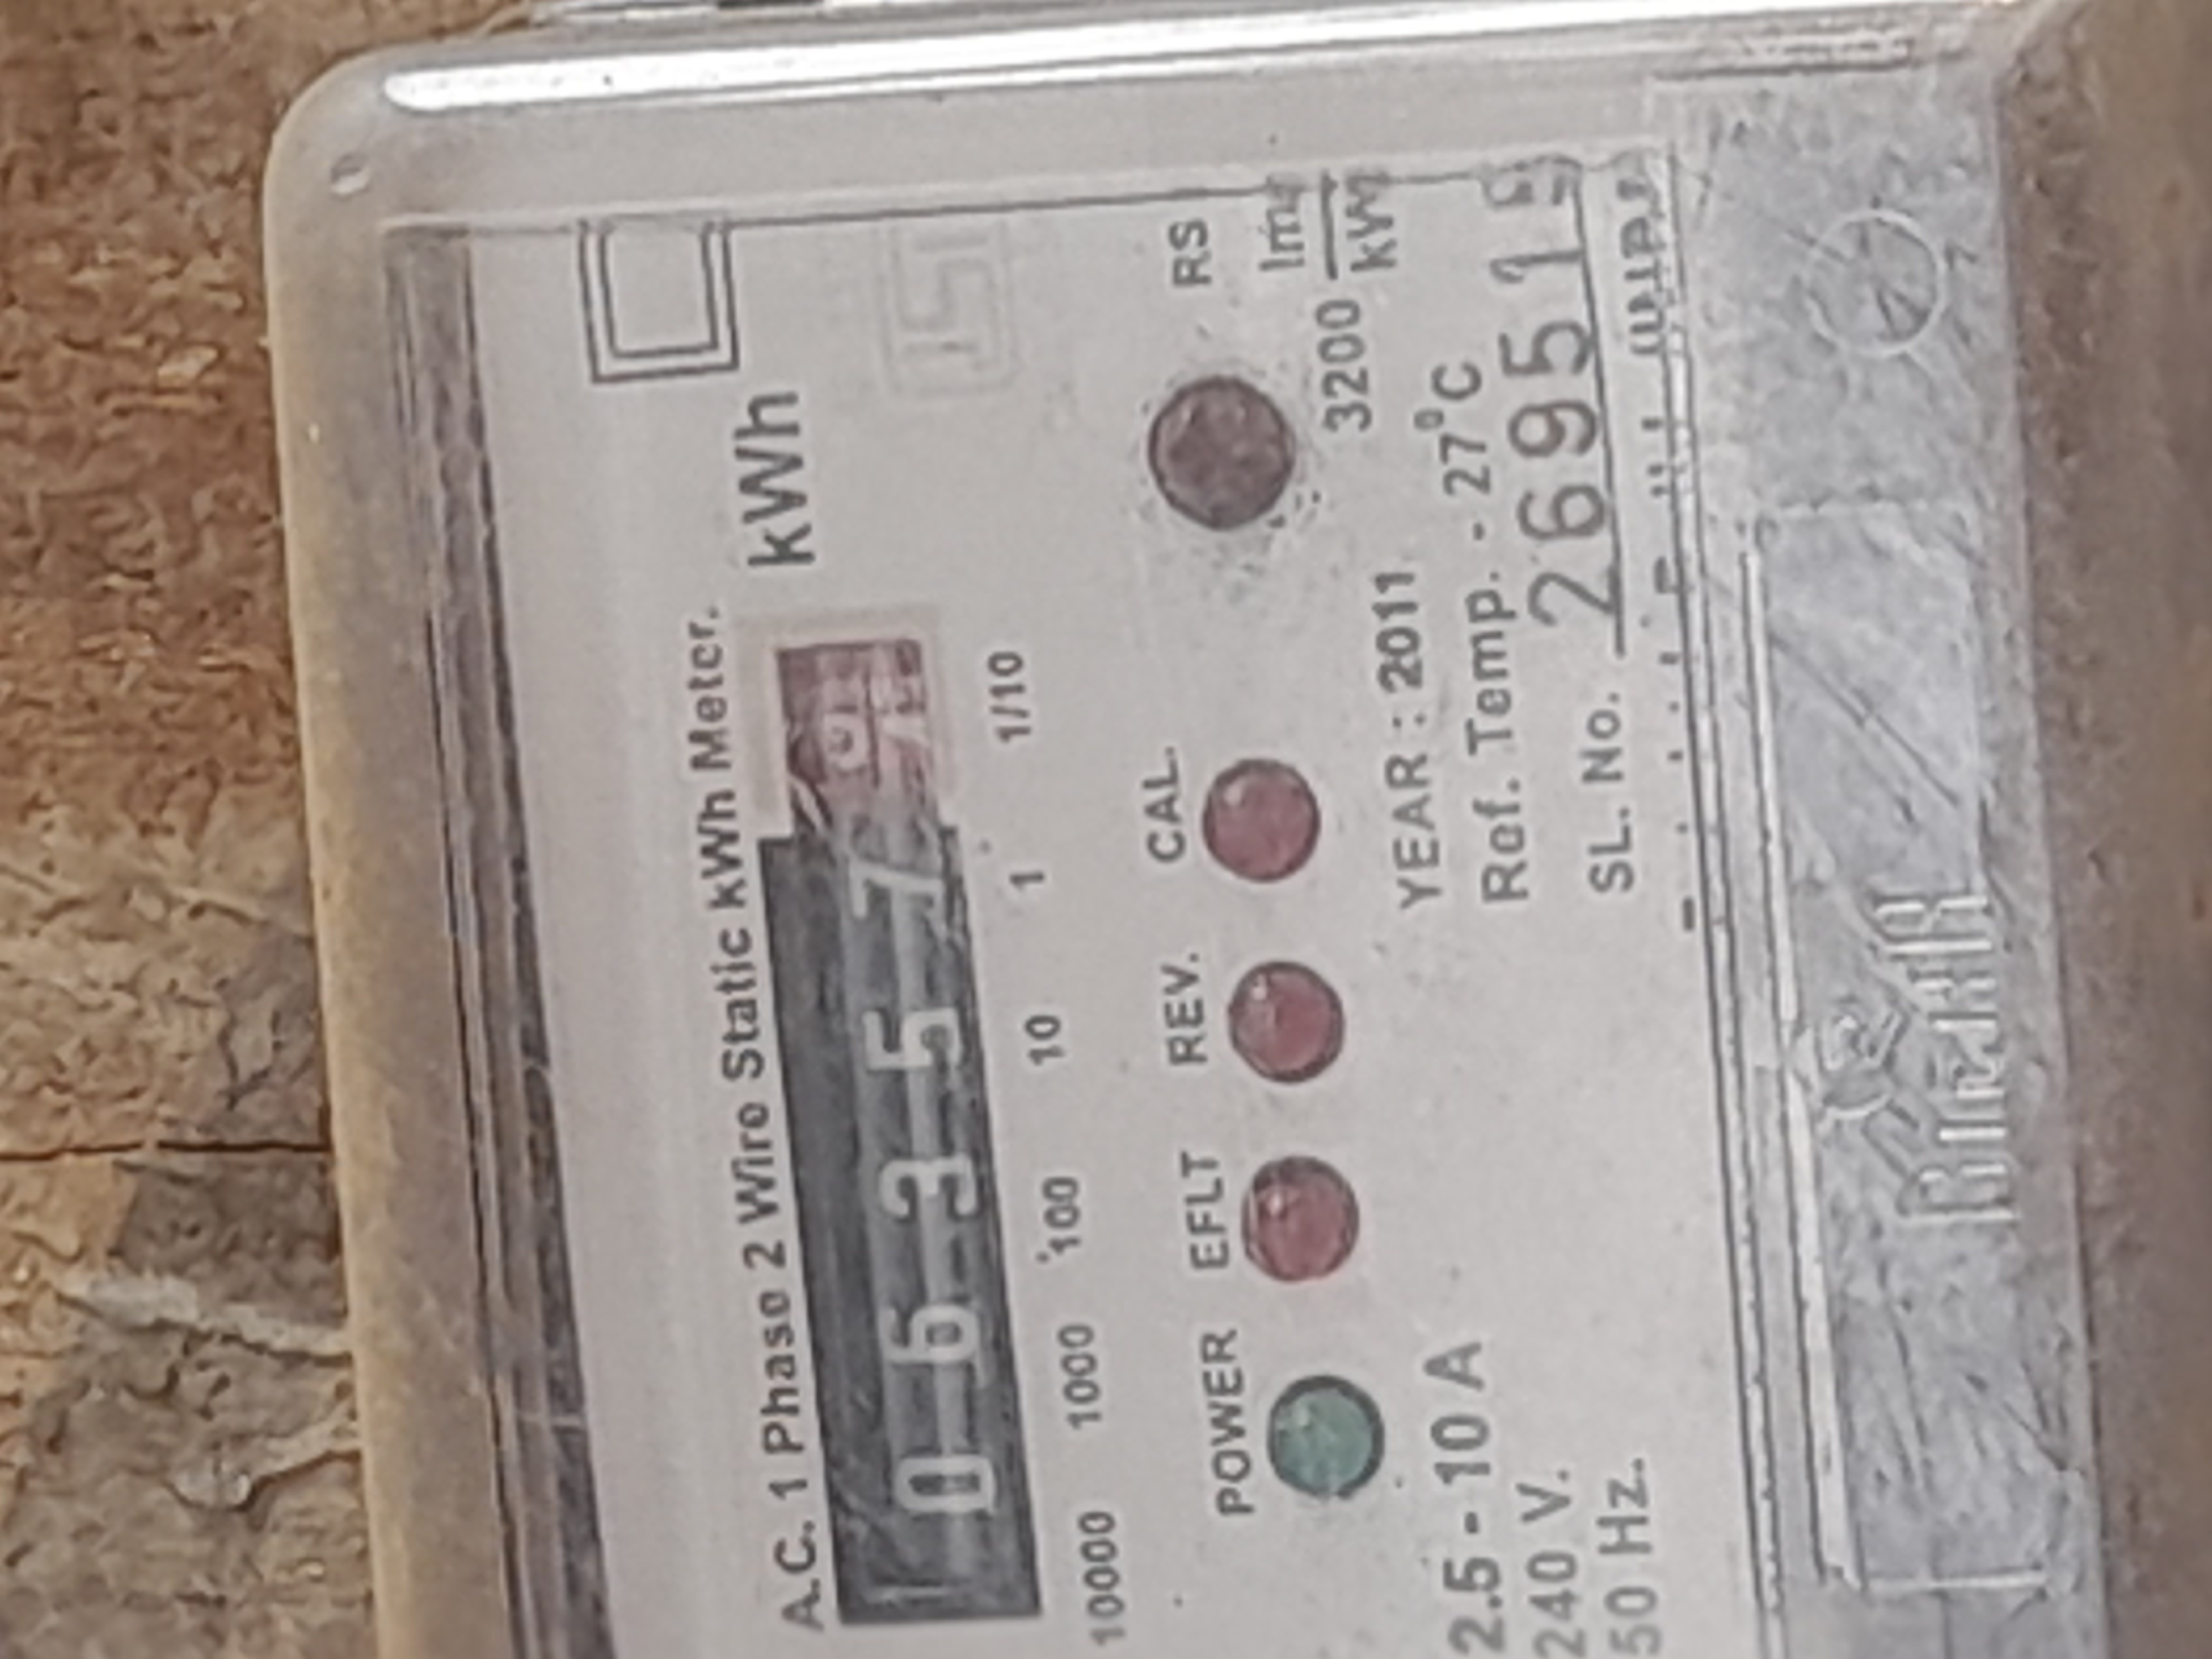 A.C. 1 Phase 2 Wire Static kWh Meter.
0 6 3 5 7
kWh
10000 1000 100 10 1 1/10
POWER EFLT REV. CAL. RS
3200 Imp
kWh
2.5 - 10 A
YEAR : 2011
240 V.
Ref. Temp. - 27°C
50 Hz.
SL. No. 26951